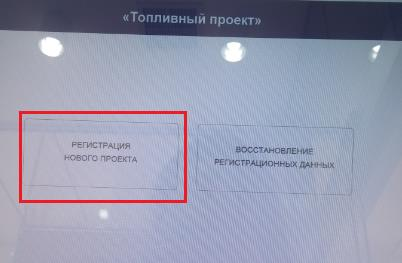 «Топливный проект»
РЕГИСТРАЦИЯ
НОВОГО ПРОЕКТА
ВОССТАНОВЛЕНИЕ
РЕГИСТРАЦИОННЫХ ДАННЫХ